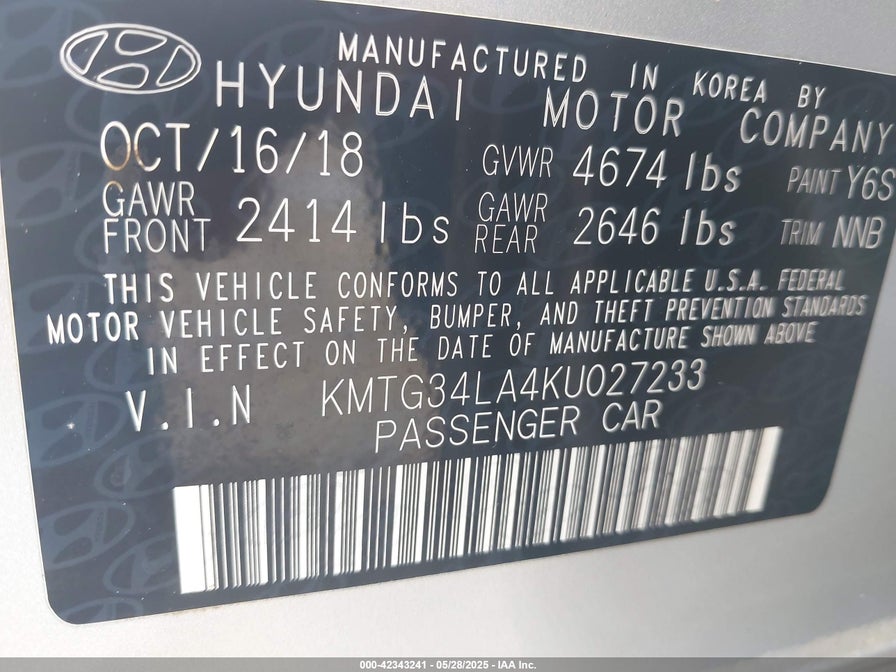 MANUFACTURED IN KOREA BY
HYUNDAI MOTOR COMPANY
OCT/16/18 GVWR 4674 lbs PAINT Y6S
GAWR FRONT 2414 lbs GAWR REAR 2646 lbs TRIM NNB
THIS VEHICLE CONFORMS TO ALL APPLICABLE U.S.A. FEDERAL
MOTOR VEHICLE SAFETY, BUMPER, AND THEFT PREVENTION STANDARDS
IN EFFECT ON THE DATE OF MANUFACTURE SHOWN ABOVE
V.I.N KMTG34LA4KU027233
PASSENGER CAR
000-42343241 | 05/28/2025 - IAA Inc.